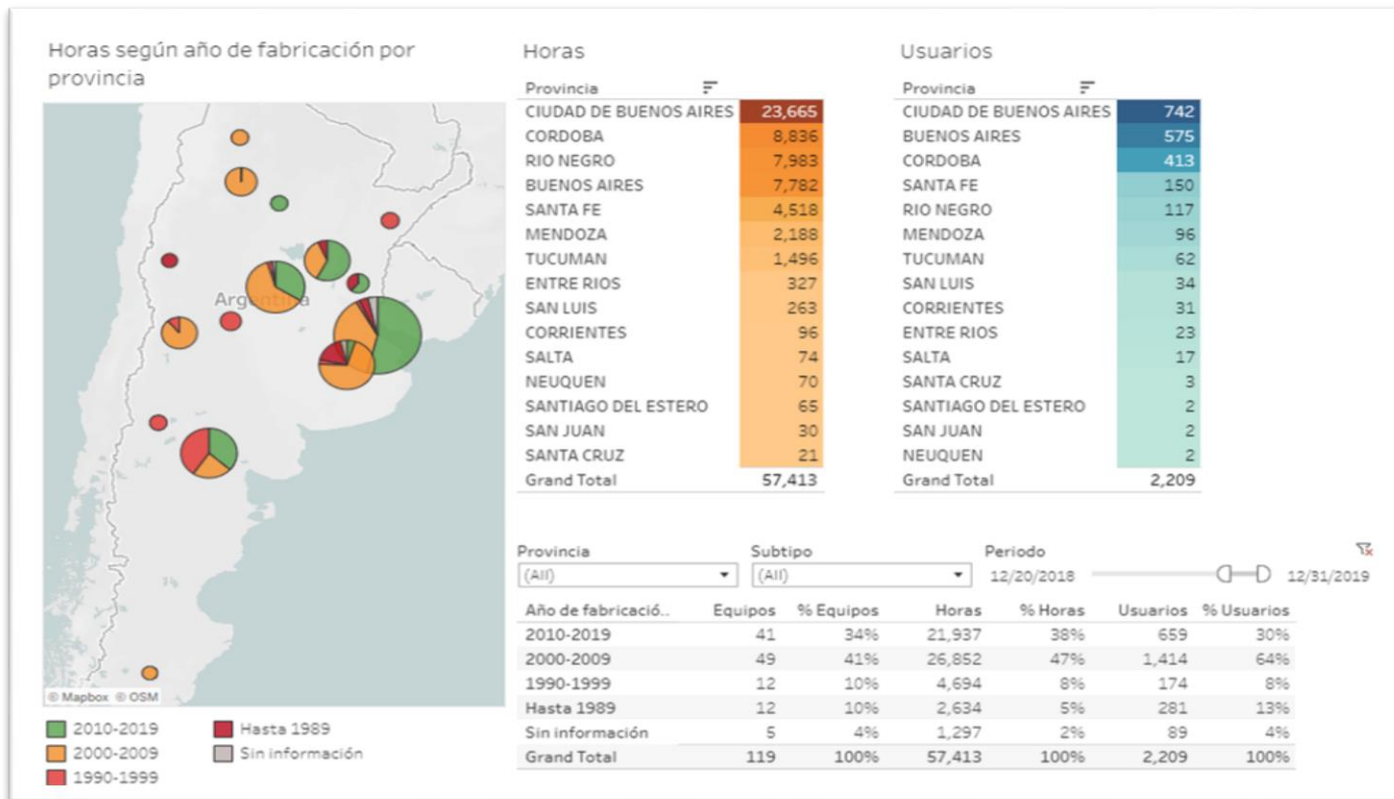 Horas según año de fabricación por
provincia
Argentina
© Mapbox © OSM
2010-2019 Hasta 1989
2000-2009 Sin información
1990-1999
Horas
Provincia
CIUDAD DE BUENOS AIRES 23,665
CORDOBA 8,836
RIO NEGRO 7,983
BUENOS AIRES 7,782
SANTA FE 4,518
MENDOZA 2,188
TUCUMAN 1,496
ENTRE RIOS 327
SAN LUIS 263
CORRIENTES 96
SALTA 74
NEUQUEN 70
SANTIAGO DEL ESTERO 65
SAN JUAN 30
SANTA CRUZ 21
Grand Total 57,413
Usuarios
Provincia
CIUDAD DE BUENOS AIRES 742
BUENOS AIRES 575
CORDOBA 413
SANTA FE 150
RIO NEGRO 117
MENDOZA 96
TUCUMAN 62
SAN LUIS 34
CORRIENTES 31
ENTRE RIOS 23
SALTA 17
SANTA CRUZ 3
SANTIAGO DEL ESTERO 2
SAN JUAN 2
NEUQUEN 2
Grand Total 2,209
Provincia Subtipo Periodo
(All) (All) 12/20/2018 12/31/2019
Año de fabricació.. Equipos % Equipos Horas % Horas Usuarios % Usuarios
2010-2019 41 34% 21,937 38% 659 30%
2000-2009 49 41% 26,852 47% 1,414 64%
1990-1999 12 10% 4,694 8% 174 8%
Hasta 1989 12 10% 2,634 5% 281 13%
Sin información 5 4% 1,297 2% 89 4%
Grand Total 119 100% 57,413 100% 2,209 100%